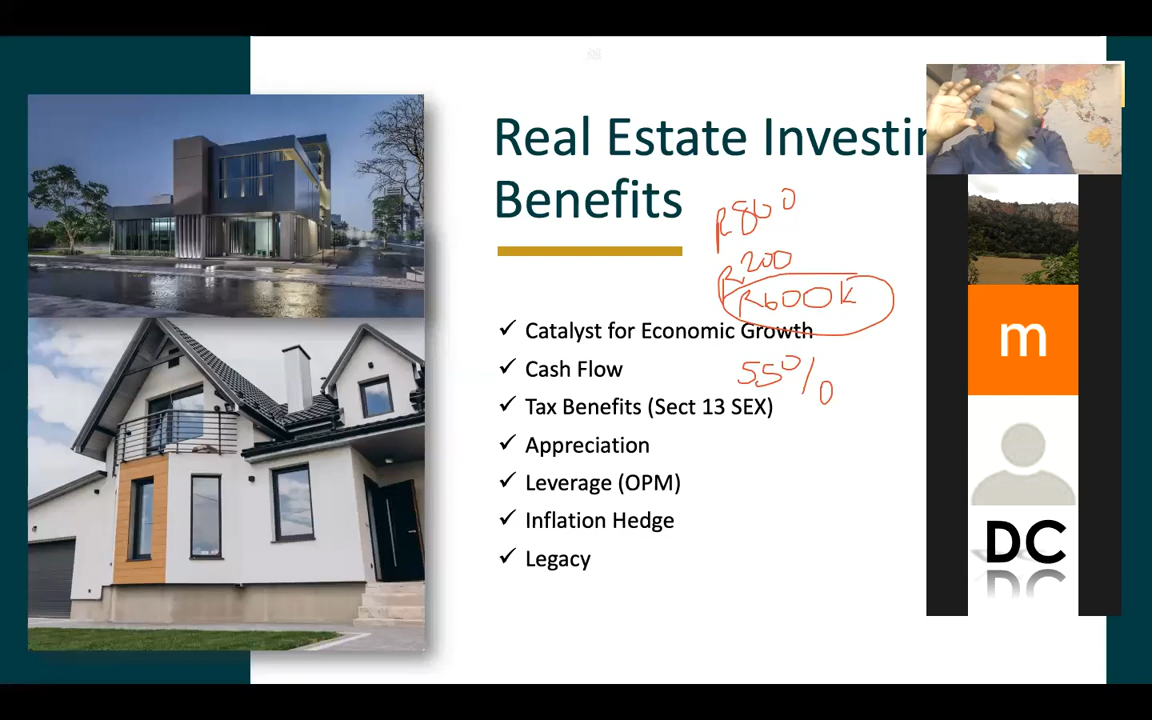 Real Estate Investin
Benefits
R800
R200
R600K
✓ Catalyst for Economic Growth
55%
✓ Cash Flow
✓ Tax Benefits (Sect 13 SEX)
✓ Appreciation
✓ Leverage (OPM)
✓ Inflation Hedge
✓ Legacy
m
DC